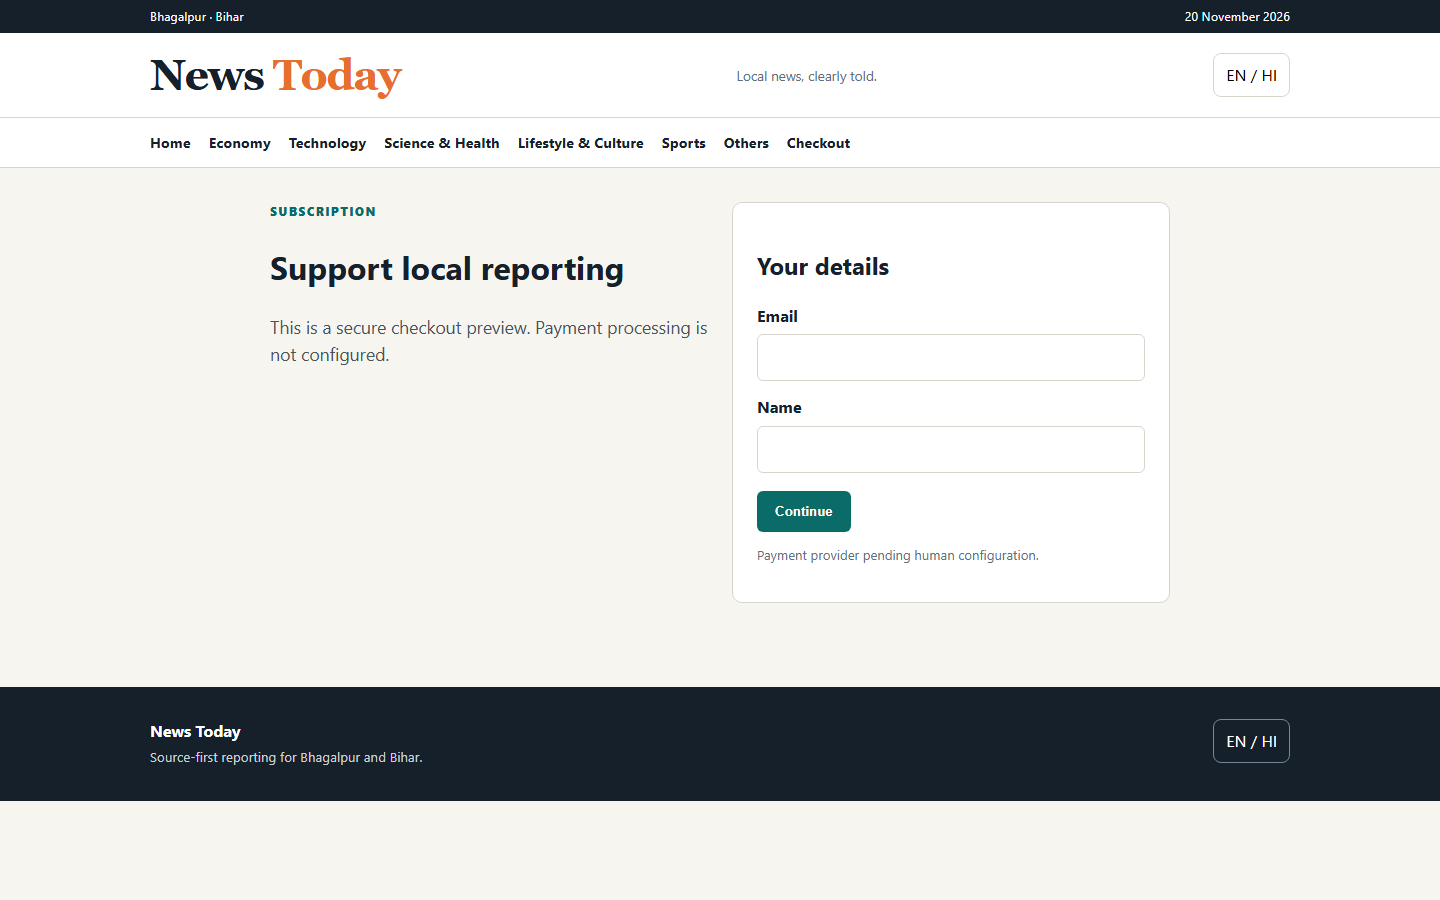 Bhagalpur · Bihar
20 November 2026
News Today
Local news, clearly told.
EN / HI
Home Economy Technology Science & Health Lifestyle & Culture Sports Others Checkout
SUBSCRIPTION
Support local reporting
This is a secure checkout preview. Payment processing is
not configured.
Your details
Email
Name
Continue
Payment provider pending human configuration.
News Today
Source-first reporting for Bhagalpur and Bihar.
EN / HI